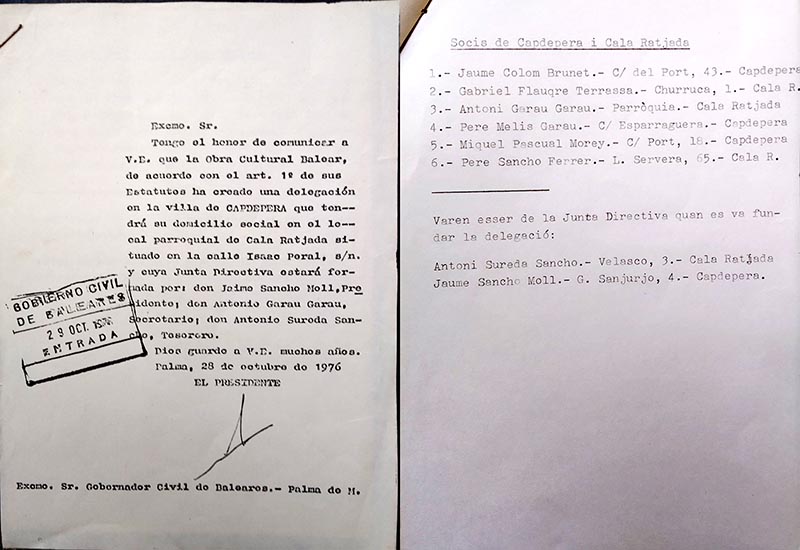 Excmo. Sr.
Tengo el honor de comunicar a
V.E. que la Obra Cultural Balear,
de acuerdo con el art. 1º de sus
Estatutos ha creado una delegación
en la villa de CAPDEPERA que ten--
drá su domicilio social en el lo--
cal parroquial de Cala Ratjada si-
tuado en la calle Isaac Peral, s/n.
y cuya Junta Directiva estará for-
mada por: don Jaime Sancho Moll, Pre
sidente; don Antonio Garau Garau,
Secretario; don Antonio Sureda San-
cho, Tesorero.
Dios guarde a V.E. muchos años.
Palma, 28 de octubre de 1976
EL PRESIDENTE
GOBIERNO CIVIL
DE BALEARES
29 OCT. 1976
ENTRADA
Excmo. Sr. Gobernador Civil de Baleares.- Palma de M.
Socis de Capdepera i Cala Ratjada
1.- Jaume Colom Brunet.- C/ del Port, 43.- Capdepera
2.- Gabriel Flauqre Terrassa.- Churruca, 1.- Cala R.
3.- Antoni Garau Garau.- Parròquia.- Cala Ratjada
4.- Pere Melis Garau.- C/ Esparraguera.- Capdepera
5.- Miquel Pascual Morey.- C/ Port, 18.- Capdepera
6.- Pere Sancho Ferrer.- L. Servera, 65.- Cala R.
Varen esser de la Junta Directiva quan es va fun-
dar la delegació:
Antoni Sureda Sancho.- Velasco, 3.- Cala Ratjada
Jaume Sancho Moll.- G. Sanjurjo, 4.- Capdepera.